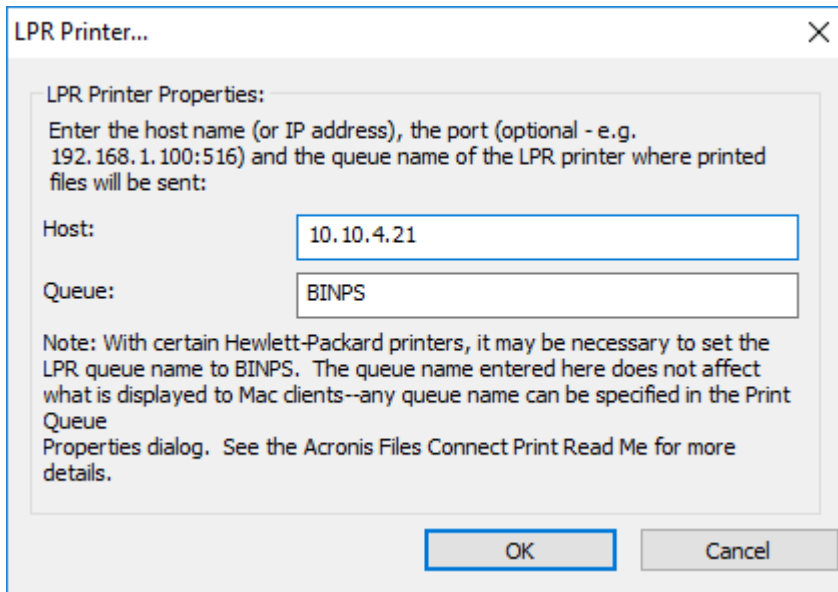 LPR Printer...
LPR Printer Properties:
Enter the host name (or IP address), the port (optional - e.g.
192.168.1.100:516) and the queue name of the LPR printer where printed
files will be sent:
Host:
10.10.4.21
Queue:
BINPS
Note: With certain Hewlett-Packard printers, it may be necessary to set the
LPR queue name to BINPS.  The queue name entered here does not affect
what is displayed to Mac clients--any queue name can be specified in the Print
Queue
Properties dialog.  See the Acronis Files Connect Print Read Me for more
details.
OK
Cancel